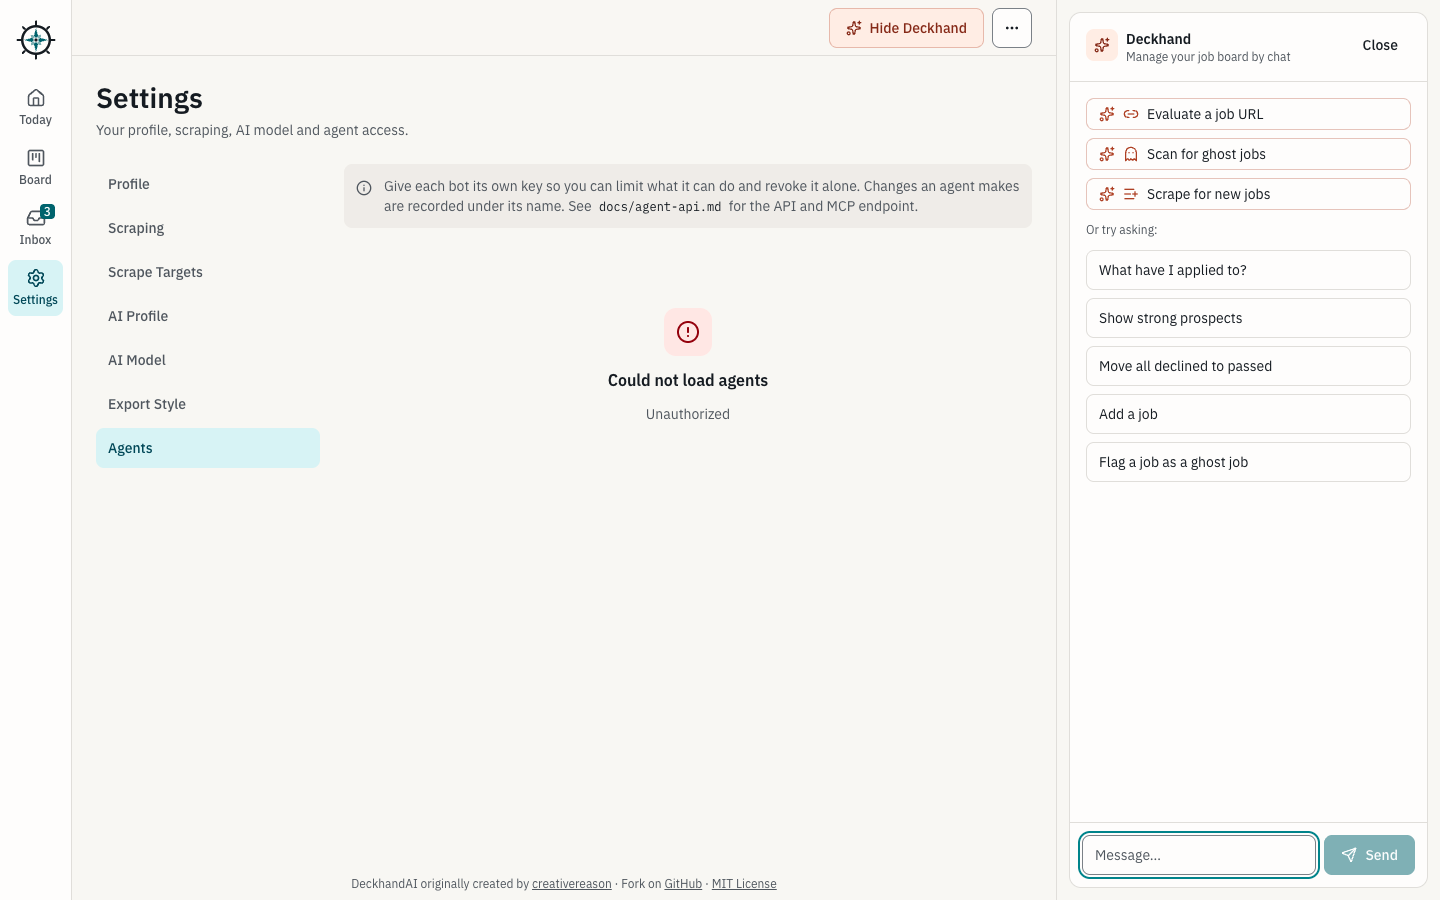 Today
Board
3
Inbox
Settings
Hide Deckhand
Settings
Your profile, scraping, AI model and agent access.
Profile
Scraping
Scrape Targets
AI Profile
AI Model
Export Style
Agents
Give each bot its own key so you can limit what it can do and revoke it alone. Changes an agent makes
are recorded under its name. See docs/agent-api.md for the API and MCP endpoint.
Could not load agents
Unauthorized
DeckhandAI originally created by creativereason · Fork on GitHub · MIT License
Deckhand
Manage your job board by chat
Close
Evaluate a job URL
Scan for ghost jobs
Scrape for new jobs
Or try asking:
What have I applied to?
Show strong prospects
Move all declined to passed
Add a job
Flag a job as a ghost job
Message...
Send